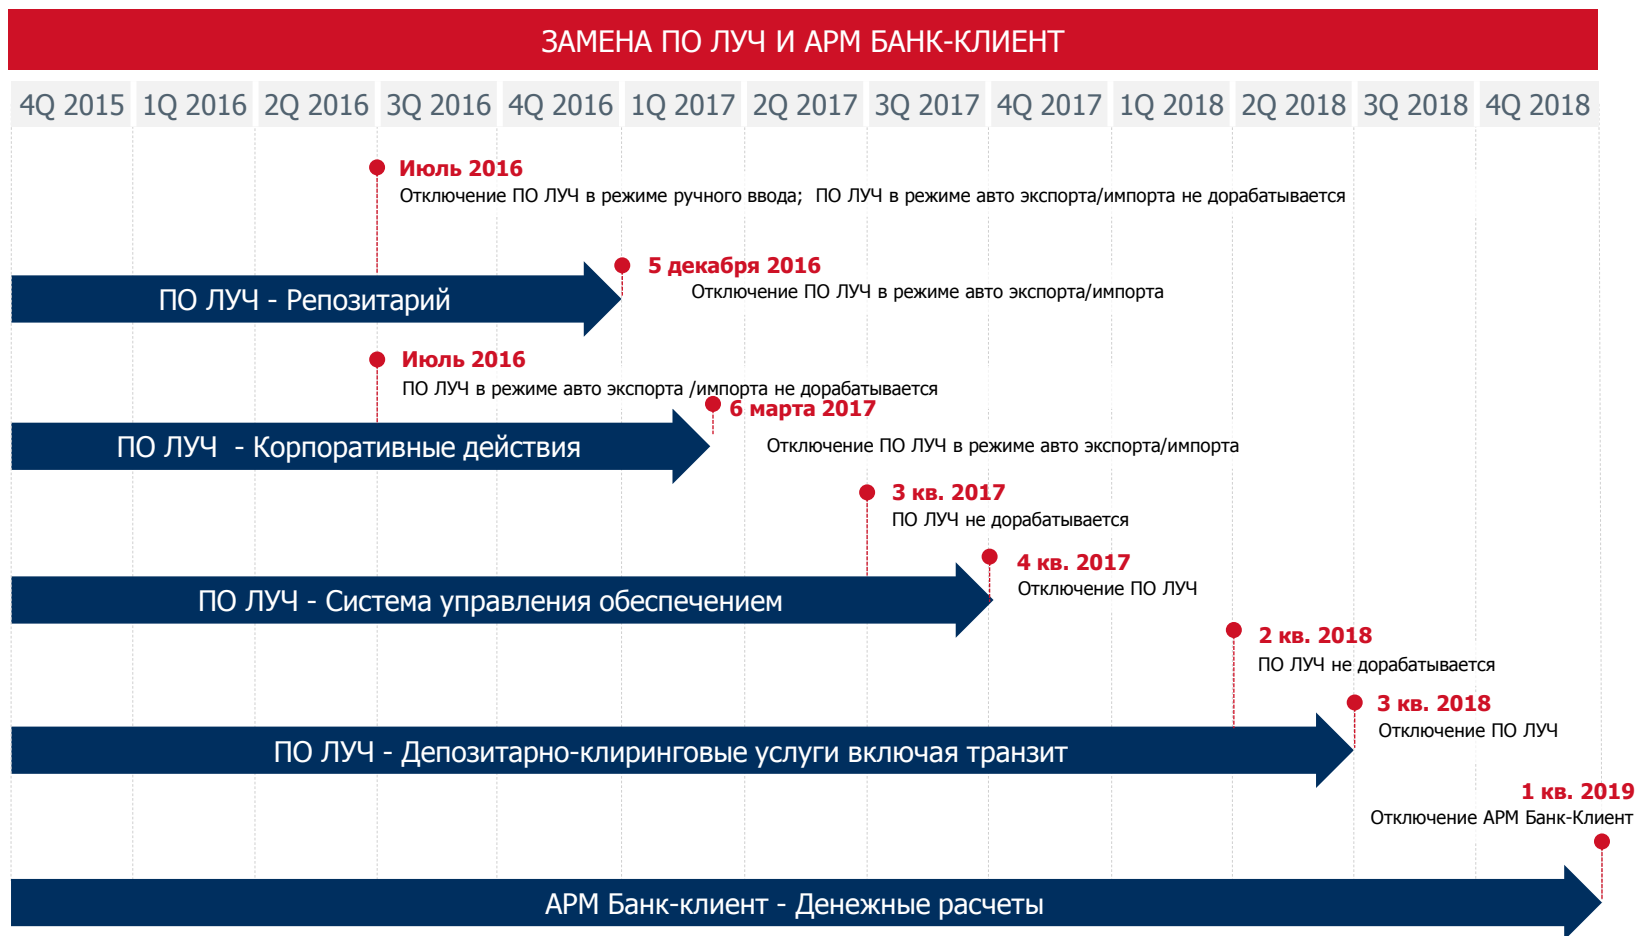 ЗАМЕНА ПО ЛУЧ И АРМ БАНК-КЛИЕНТ
4Q 2015 1Q 2016 2Q 2016 3Q 2016 4Q 2016 1Q 2017 2Q 2017 3Q 2017 4Q 2017 1Q 2018 2Q 2018 3Q 2018 4Q 2018
Июль 2016
Отключение ПО ЛУЧ в режиме ручного ввода; ПО ЛУЧ в режиме авто экспорта/импорта не дорабатывается
5 декабря 2016
Отключение ПО ЛУЧ в режиме авто экспорта/импорта
ПО ЛУЧ - Репозитарий
Июль 2016
ПО ЛУЧ в режиме авто экспорта /импорта не дорабатывается
6 марта 2017
Отключение ПО ЛУЧ в режиме авто экспорта/импорта
ПО ЛУЧ - Корпоративные действия
3 кв. 2017
ПО ЛУЧ не дорабатывается
4 кв. 2017
Отключение ПО ЛУЧ
ПО ЛУЧ - Система управления обеспечением
2 кв. 2018
ПО ЛУЧ не дорабатывается
3 кв. 2018
Отключение ПО ЛУЧ
ПО ЛУЧ - Депозитарно-клиринговые услуги включая транзит
1 кв. 2019
Отключение АРМ Банк-Клиент
АРМ Банк-клиент - Денежные расчеты